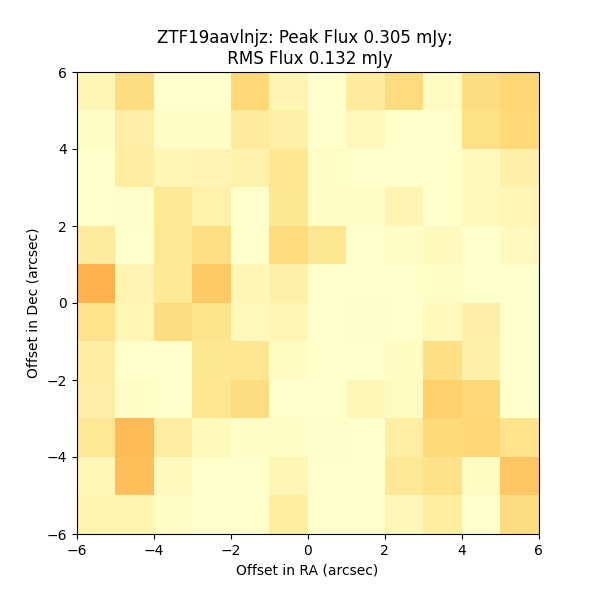 ZTF19aavlnjz: Peak Flux 0.305 mJy;
RMS Flux 0.132 mJy
6
4
2
0
−2
−4
−6
Offset in Dec (arcsec)
−6 −4 −2 0 2 4 6
Offset in RA (arcsec)